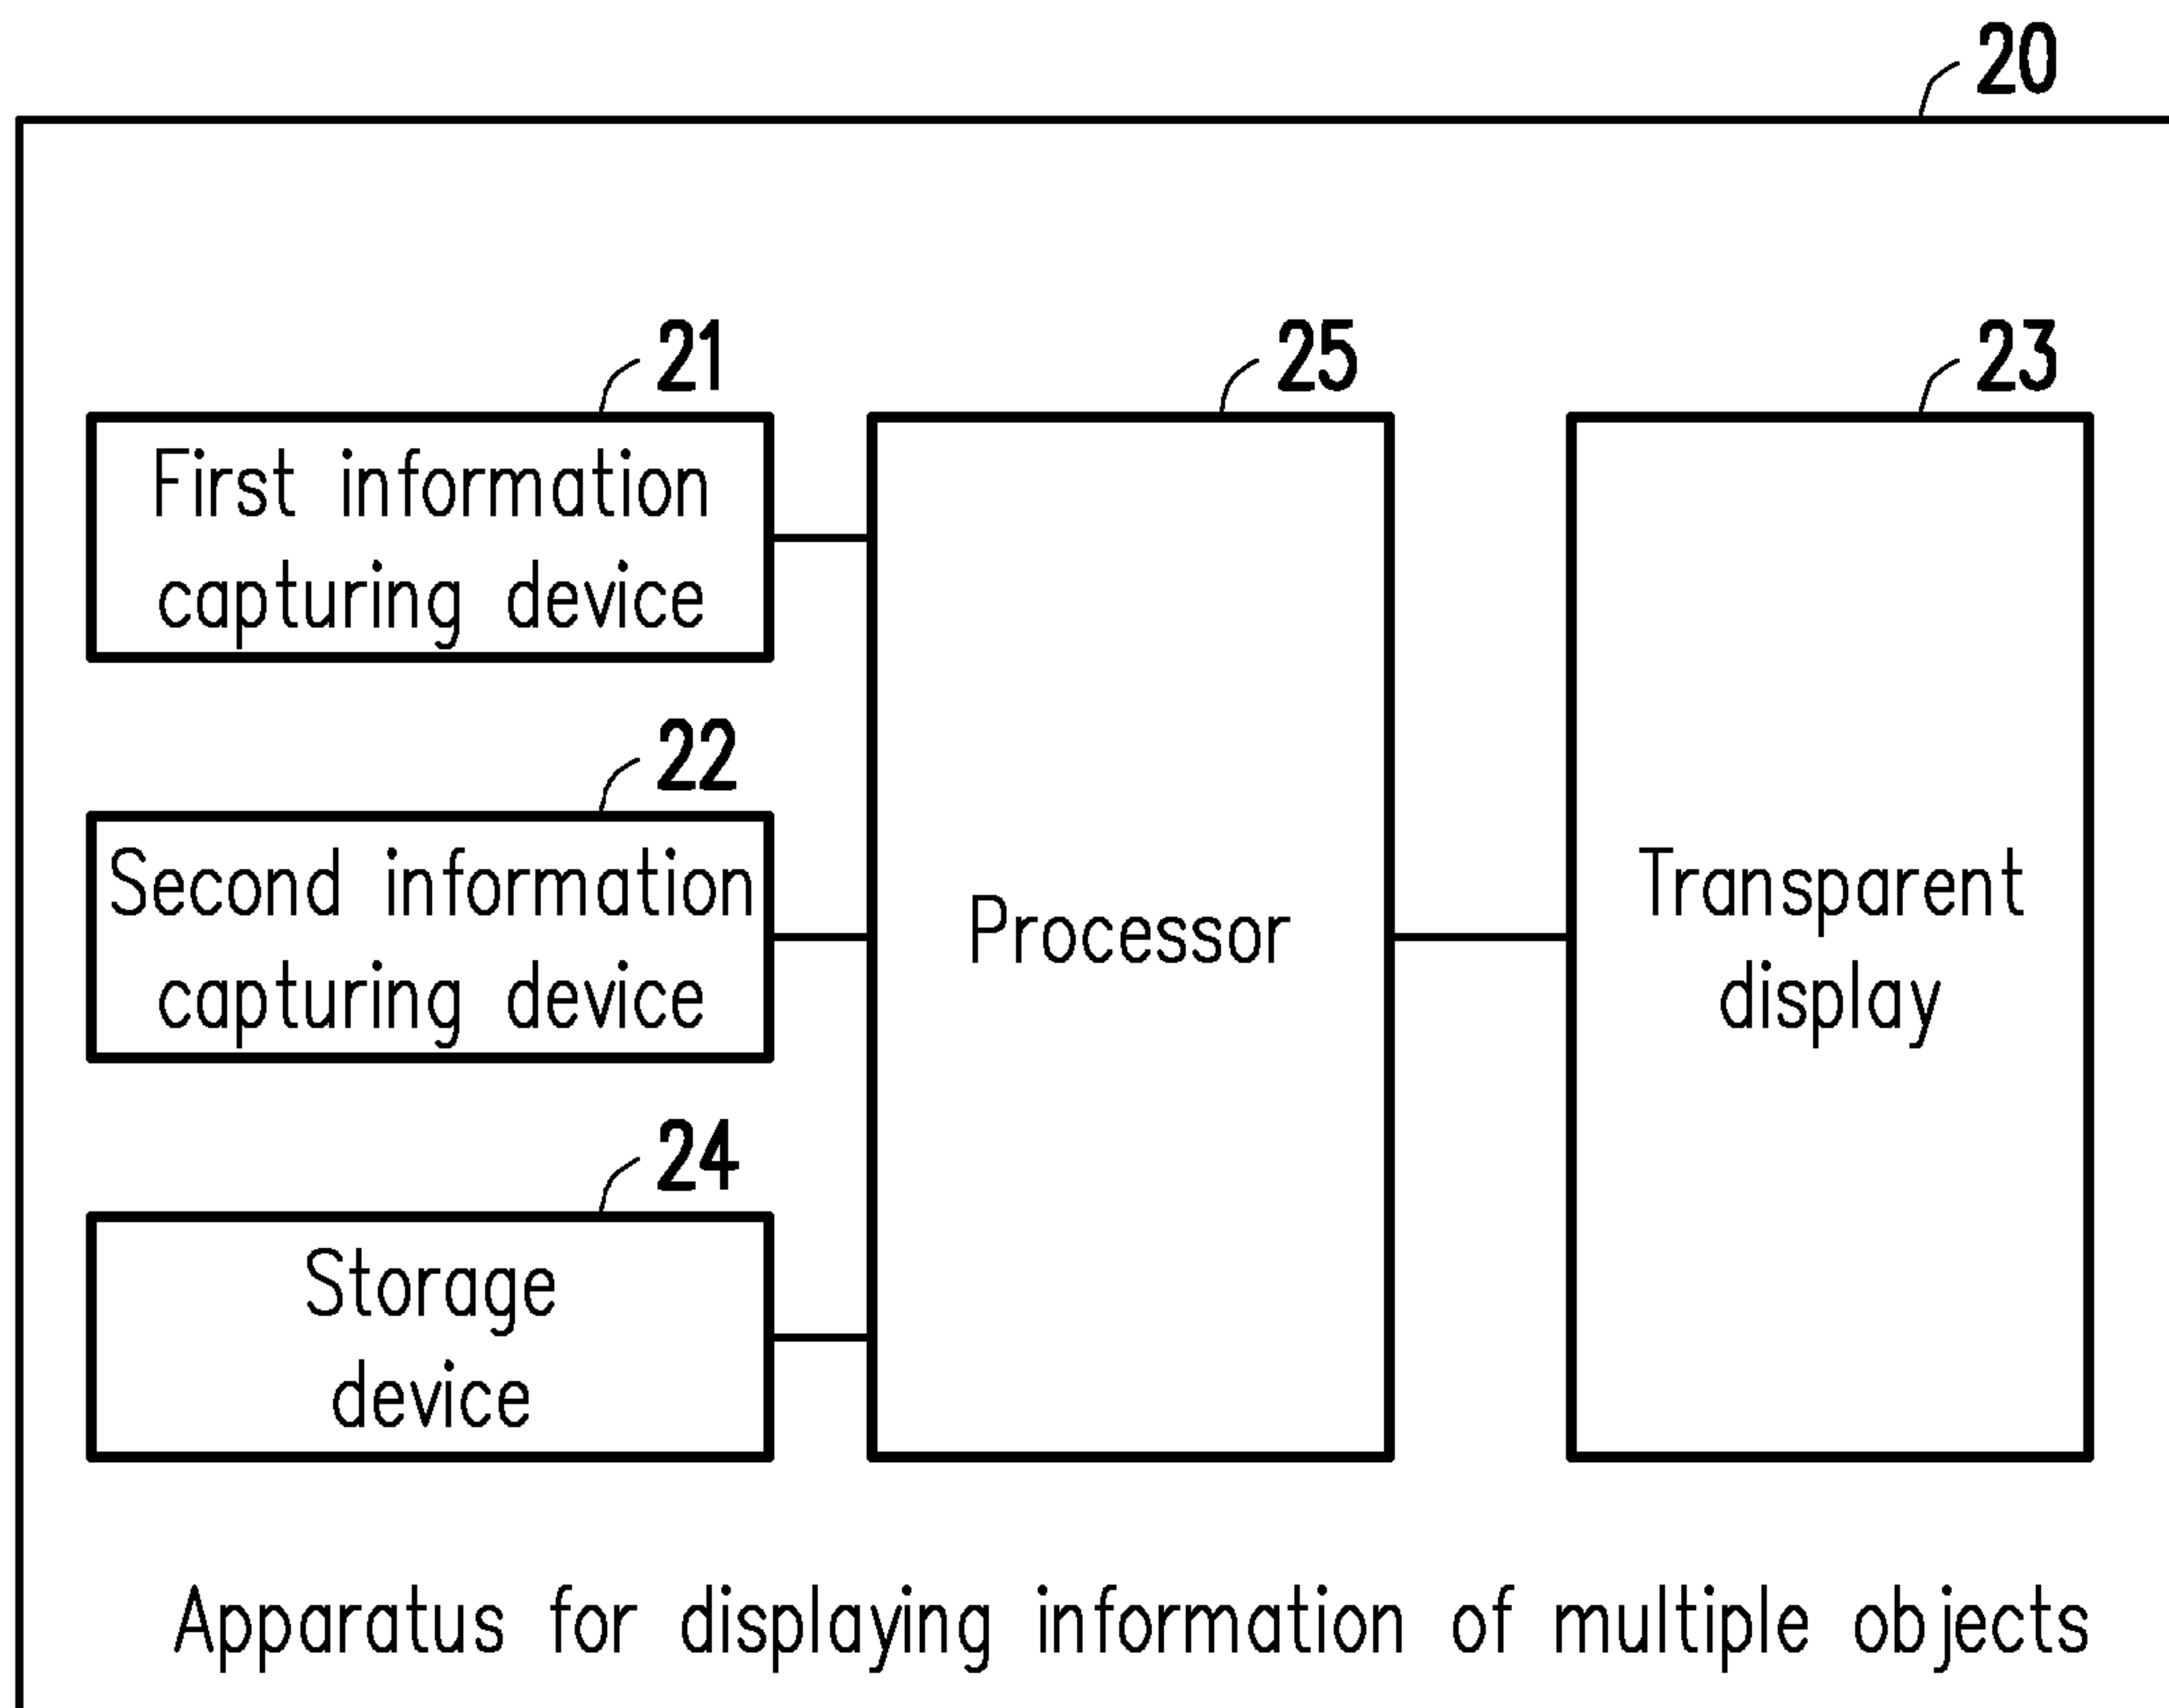 20
21
25
23
First information
capturing device
22
Second information
capturing device
Processor
Transparent
display
24
Storage
device
Apparatus for displaying information of multiple objects